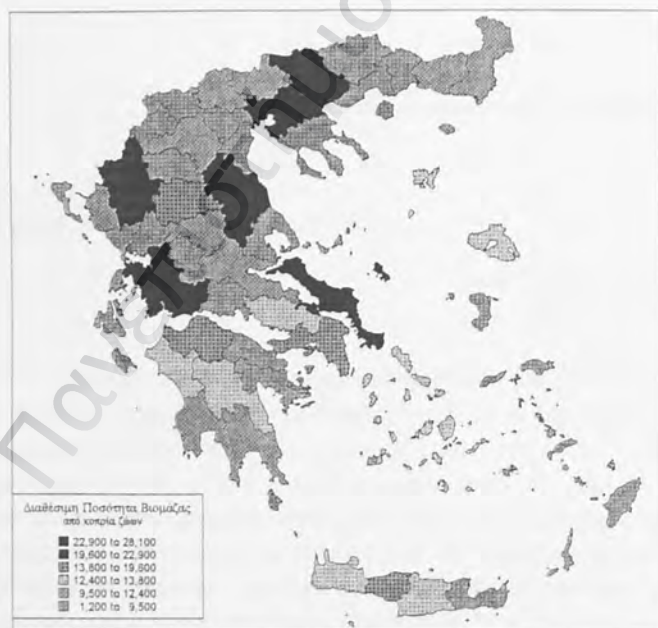 Πανεπιστήμιο
Διαθέσιμη Ποσότητα Βιομάζας
από κοπριά ζώων
22,900 to 28,100
19,600 to 22,900
13,800 to 19,600
12,400 to 13,800
9,500 to 12,400
1,200 to 9,500